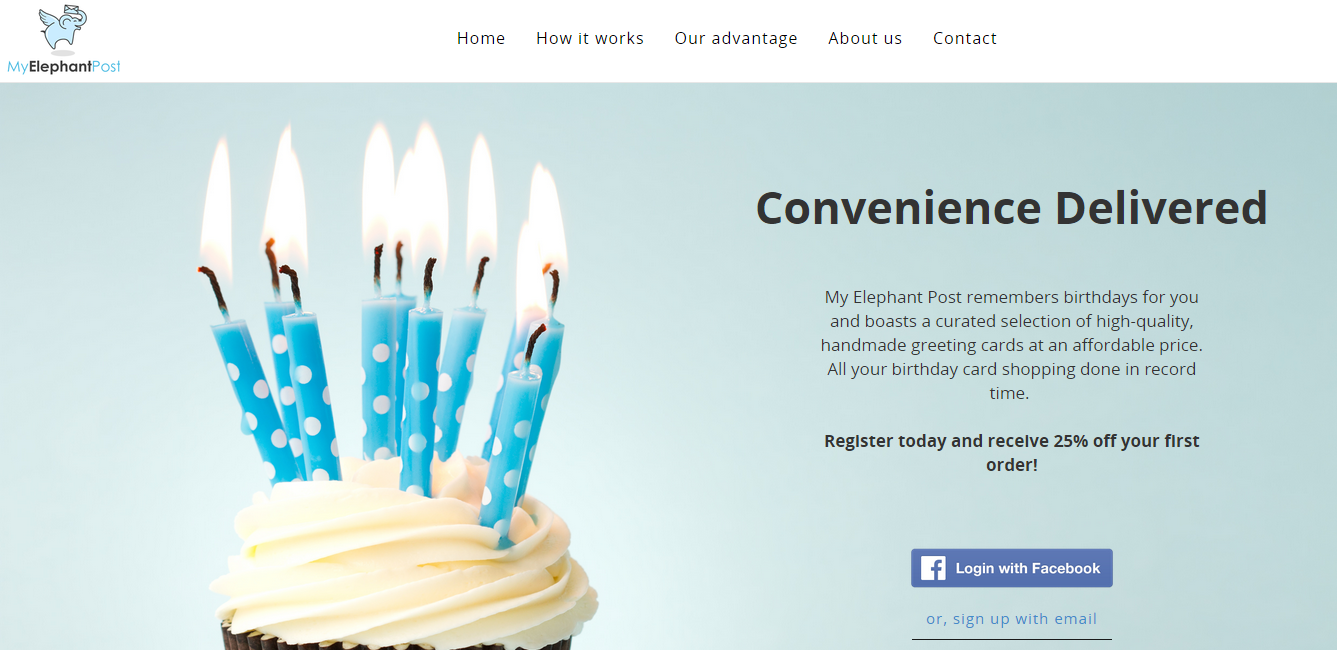 MyElephantPost
Home How it works Our advantage About us Contact
Convenience Delivered
My Elephant Post remembers birthdays for you
and boasts a curated selection of high-quality,
handmade greeting cards at an affordable price.
All your birthday card shopping done in record
time.
Register today and receive 25% off your first
order!
f Login with Facebook
or, sign up with email